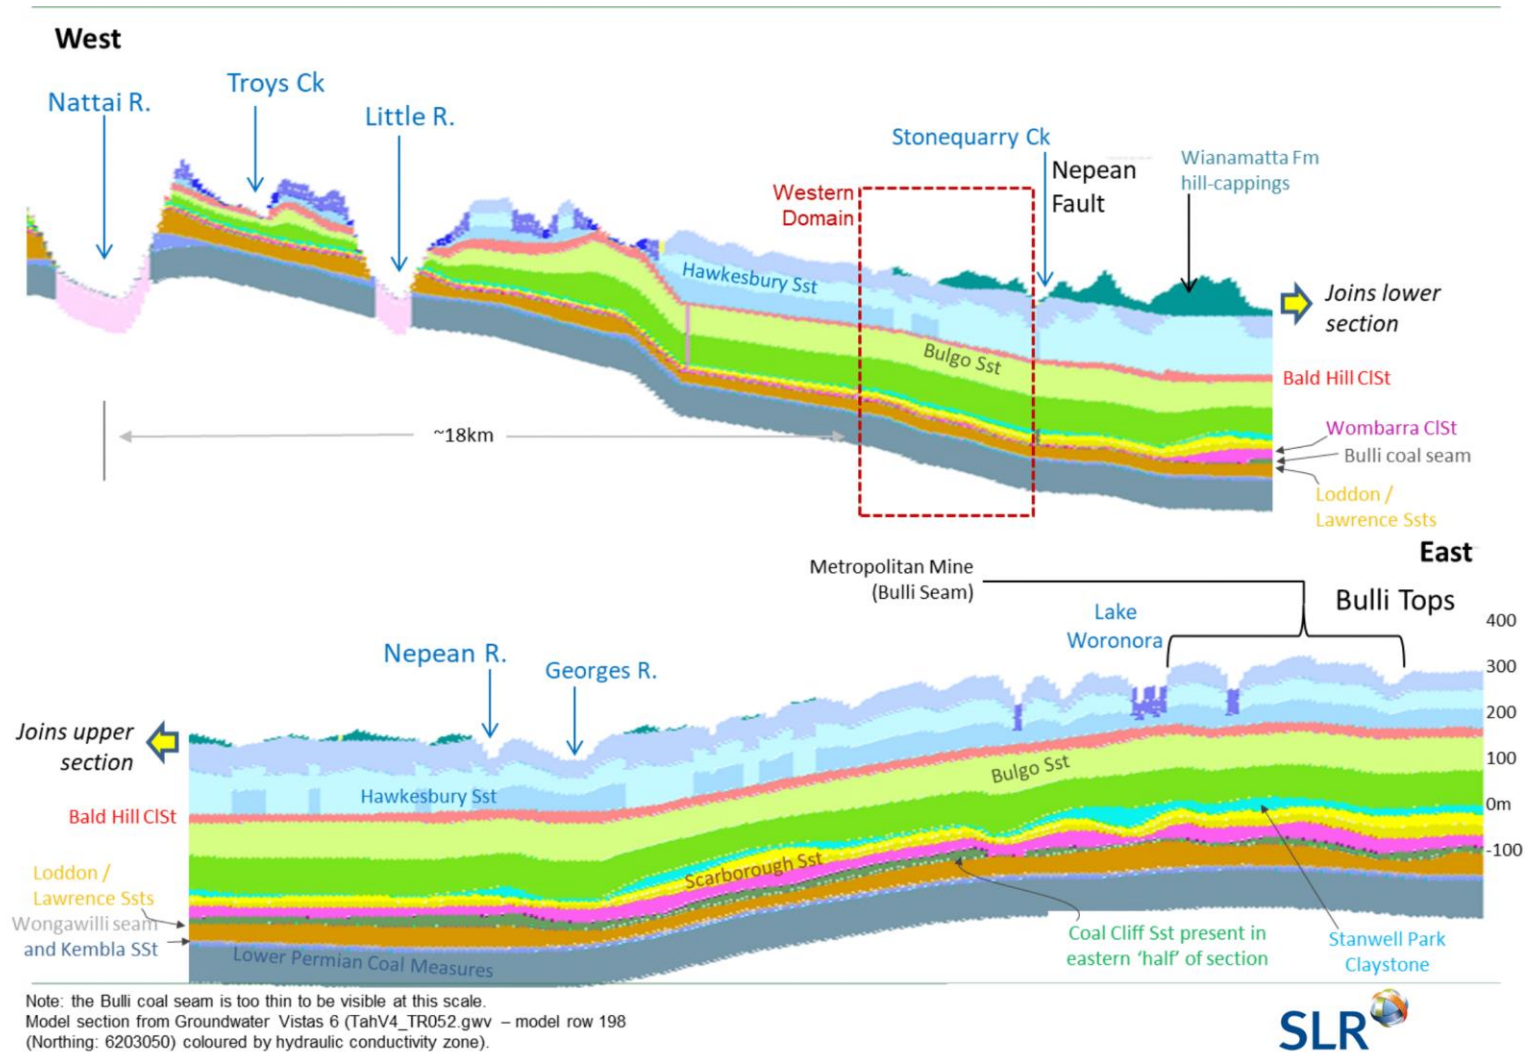 West
Nattai R.
Troys Ck
Little R.
Stonequarry Ck
Nepean
Fault
Wianamatta Fm
hill-cappings
Western
Domain
Hawkesbury Sst
Joins lower
section
Bulgo Sst
Bald Hill ClSt
~18km
Wombarra ClSt
Bulli coal seam
Loddon /
Lawrence Ssts
East
Metropolitan Mine
(Bulli Seam)
Bulli Tops
Lake
Woronora
400
300
200
100
0m
-100
Nepean R.
Georges R.
Joins upper
section
Bulgo Sst
Hawkesbury Sst
Bald Hill ClSt
Scarborough Sst
Loddon /
Lawrence Ssts
Wongawilli seam
and Kembla SSt
Lower Permian Coal Measures
Coal Cliff Sst present in
eastern ‘half’ of section
Stanwell Park
Claystone
Note: the Bulli coal seam is too thin to be visible at this scale.
Model section from Groundwater Vistas 6 (TahV4_TR052.gwv – model row 198
(Northing: 6203050) coloured by hydraulic conductivity zone).
SLR